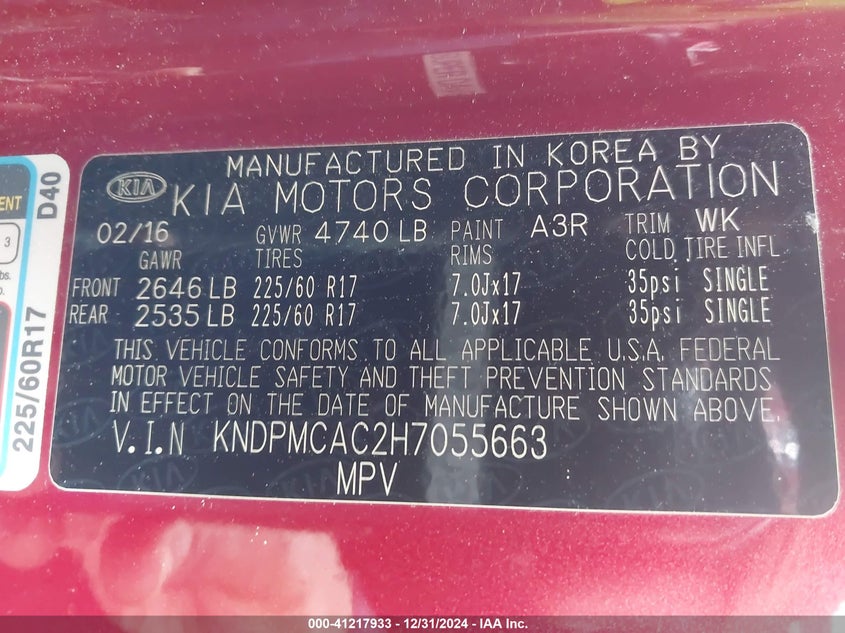 MANUFACTURED IN KOREA BY
KIA KIA MOTORS CORPORATION
02/16 GVWR 4740 LB PAINT A3R TRIM WK
GAWR TIRES RIMS COLD TIRE INFL
FRONT 2646 LB 225/60 R17 7.0Jx17 35psi SINGLE
REAR 2535 LB 225/60 R17 7.0Jx17 35psi SINGLE
THIS VEHICLE CONFORMS TO ALL APPLICABLE U.S.A. FEDERAL
MOTOR VEHICLE SAFETY AND THEFT PREVENTION STANDARDS
IN EFFECT ON THE DATE OF MANUFACTURE SHOWN ABOVE.
V.I.N KNDPMCAC2H7055663
MPV
225/60R17 D40
3
000-41217933 - 12/31/2024 - IAA Inc.